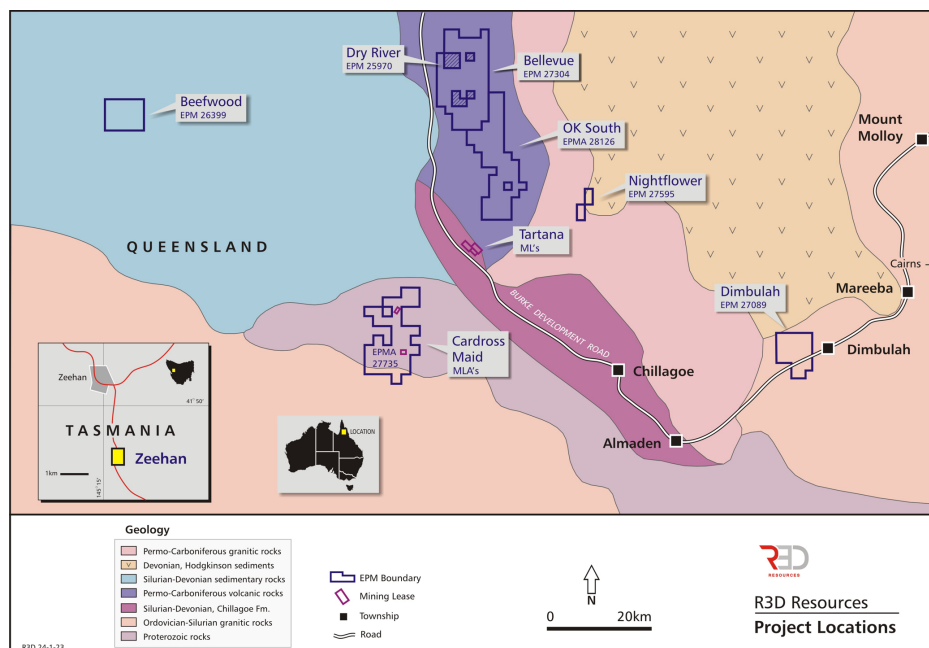 Dry River
EPM 25970
Bellevue
EPM 27304
Beefwood
EPM 26399
OK South
EPMA 28126
Mount
Molloy
Nightflower
EPM 27595
QUEENSLAND
Tartana
ML's
Cairns
Mareeba
Dimbulah
EPM 27089
BURKE DEVELOPMENT ROAD
Cardross
Maid
MLA's
EPMA
27735
Dimbulah
Chillagoe
Almaden
Zeehan
41° 50'
TASMANIA
Zeehan
1km
145° 15'
LOCATION
Geology
Permo-Carboniferous granitic rocks
Devonian, Hodgkinson sediments
Silurian-Devonian sedimentary rocks
Permo-Carboniferous volcanic rocks
Silurian-Devonian, Chillagoe Fm.
Ordovician-Silurian granitic rocks
Proterozoic rocks
EPM Boundary
Mining Lease
Township
Road
N
0 20km
R3D
RESOURCES
R3D Resources
Project Locations
R3D 24-1-23